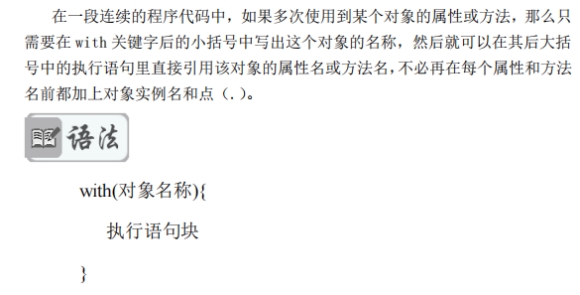 在一段连续的程序代码中，如果多次使用到某个对象的属性或方法，那么只
需要在 with 关键字后的小括号中写出这个对象的名称，然后就可以在其后大括
号中的执行语句里直接引用该对象的属性名或方法名，不必再在每个属性和方法
名前都加上对象实例名和点（.）。
语法
with(对象名称){
执行语句块
}